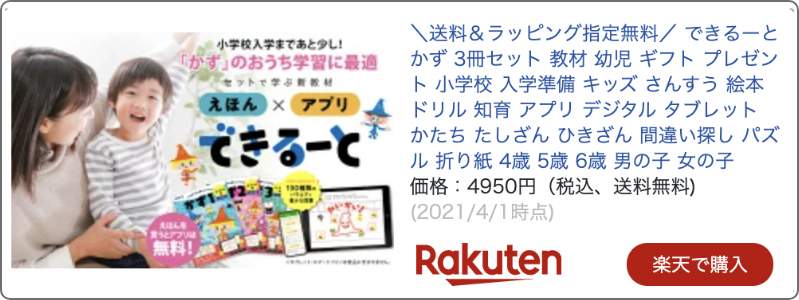 小学校入学まであと少し!
「かず」のおうち学習に最適
セットで学ぶ新教材
えほん×アプリ
できるーと
かず1
2
3
えほんを
買うとアプリは
無料!
＼送料＆ラッピング指定無料／ できるーと
かず 3冊セット 教材 幼児 ギフト プレゼン
ト 小学校 入学準備 キッズ さんすう 絵本
ドリル 知育 アプリ デジタル タブレット
かたち たしざん ひきざん 間違い探し パズ
ル 折り紙 4歳 5歳 6歳 男の子 女の子
価格：4950円（税込、送料無料)
(2021/4/1時点)
Rakuten
楽天で購入